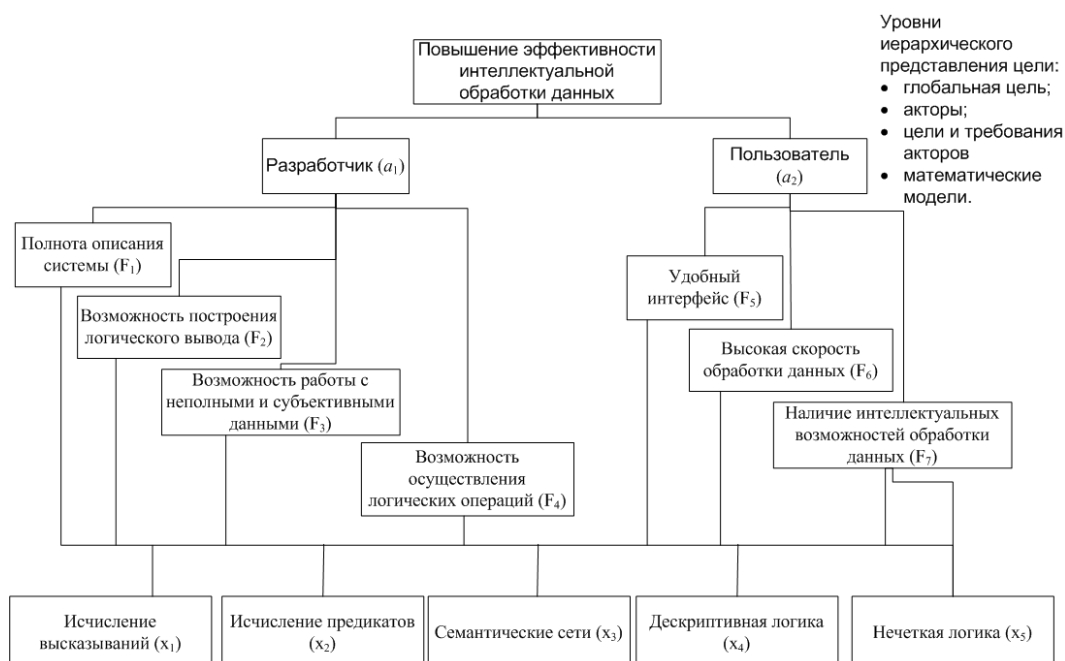 Повышение эффективности
интеллектуальной
обработки данных
Уровни
иерархического
представления цели:
• глобальная цель;
• акторы;
• цели и требования
акторов
• математические
модели.
Разработчик (a₁)
Пользователь
(a₂)
Полнота описания
системы (F₁)
Возможность построения
логического вывода (F₂)
Возможность работы с
неполными и субъективными
данными (F₃)
Возможность
осуществления
логических операций (F₄)
Удобный
интерфейс (F₅)
Высокая скорость
обработки данных (F₆)
Наличие интеллектуальных
возможностей обработки
данных (F₇)
Исчисление
высказываний (x₁)
Исчисление предикатов
(x₂)
Семантические сети (x₃)
Дескриптивная логика
(x₄)
Нечеткая логика (x₅)